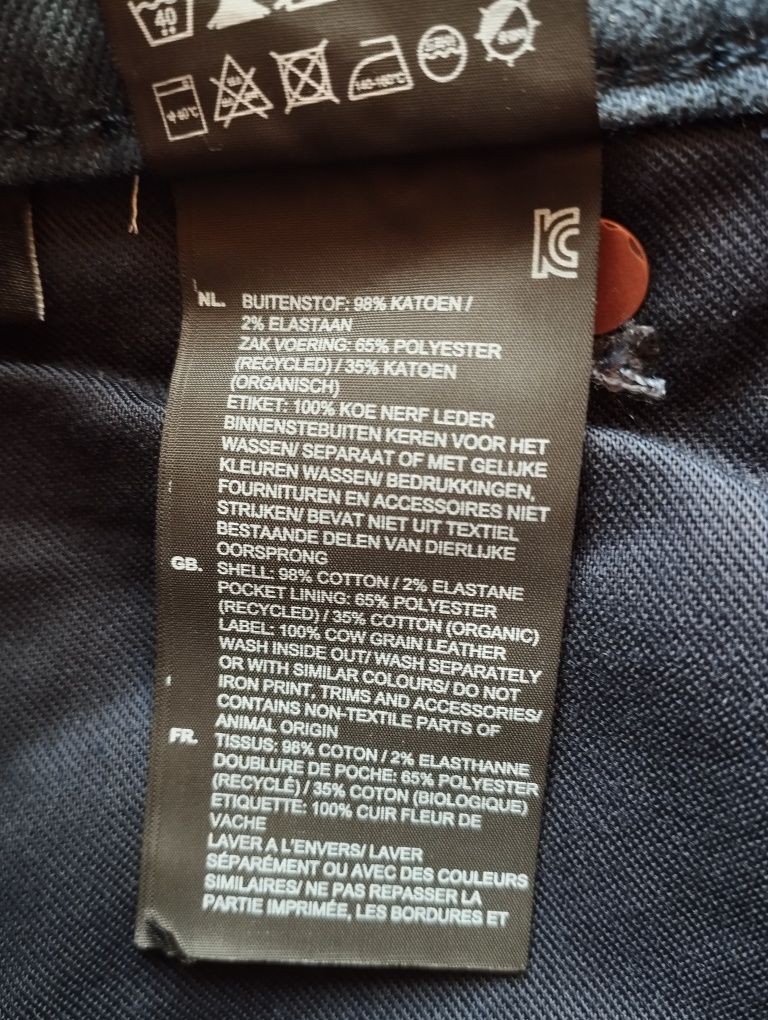 40
140-160°C
KC
NL. BUITENSTOF: 98% KATOEN /
2% ELASTAAN
ZAK VOERING: 65% POLYESTER
(RECYCLED) / 35% KATOEN
(ORGANISCH)
ETIKET: 100% KOE NERF LEDER
BINNENSTEBUITEN KEREN VOOR HET
WASSEN/ SEPARAAT OF MET GELIJKE
KLEUREN WASSEN/ BEDRUKKINGEN,
FOURNITUREN EN ACCESSOIRES NIET
STRIJKEN/ BEVAT NIET UIT TEXTIEL
BESTAANDE DELEN VAN DIERLIJKE
OORSPRONG
GB. SHELL: 98% COTTON / 2% ELASTANE
POCKET LINING: 65% POLYESTER
(RECYCLED) / 35% COTTON (ORGANIC)
LABEL: 100% COW GRAIN LEATHER
WASH INSIDE OUT/ WASH SEPARATELY
OR WITH SIMILAR COLOURS/ DO NOT
IRON PRINT, TRIMS AND ACCESSORIES/
CONTAINS NON-TEXTILE PARTS OF
ANIMAL ORIGIN
FR. TISSUS: 98% COTON / 2% ELASTHANNE
DOUBLURE DE POCHE: 65% POLYESTER
(RECYCLÉ) / 35% COTON (BIOLOGIQUE)
ETIQUETTE: 100% CUIR FLEUR DE
VACHE
LAVER A L'ENVERS/ LAVER
SÉPARÉMENT OU AVEC DES COULEURS
SIMILAIRES/ NE PAS REPASSER LA
PARTIE IMPRIMÉE, LES BORDURES ET